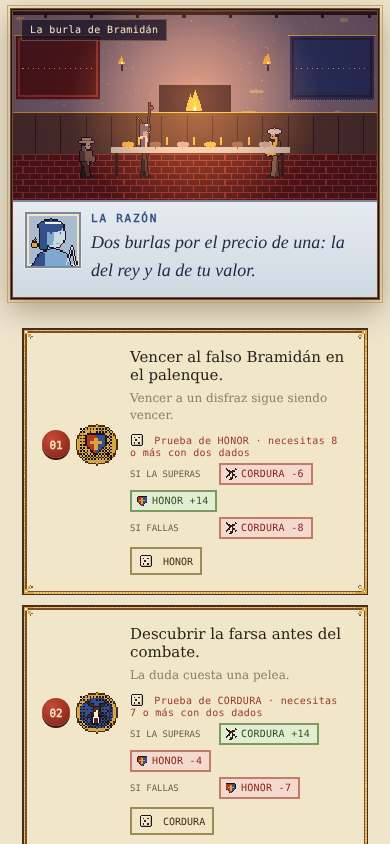 La burla de Bramidán
LA RAZÓN
Dos burlas por el precio de una: la
del rey y la de tu valor.
Vencer al falso Bramidán en
el palenque.
Vencer a un disfraz sigue siendo
vencer.
01
Prueba de HONOR · necesitas 8
o más con dos dados
SI LA SUPERAS CORDURA -6
HONOR +14
SI FALLAS CORDURA -8
HONOR
Descubrir la farsa antes del
combate.
La duda cuesta una pelea.
02
Prueba de CORDURA · necesitas
7 o más con dos dados
SI LA SUPERAS CORDURA +14
HONOR -4
SI FALLAS HONOR -7
CORDURA